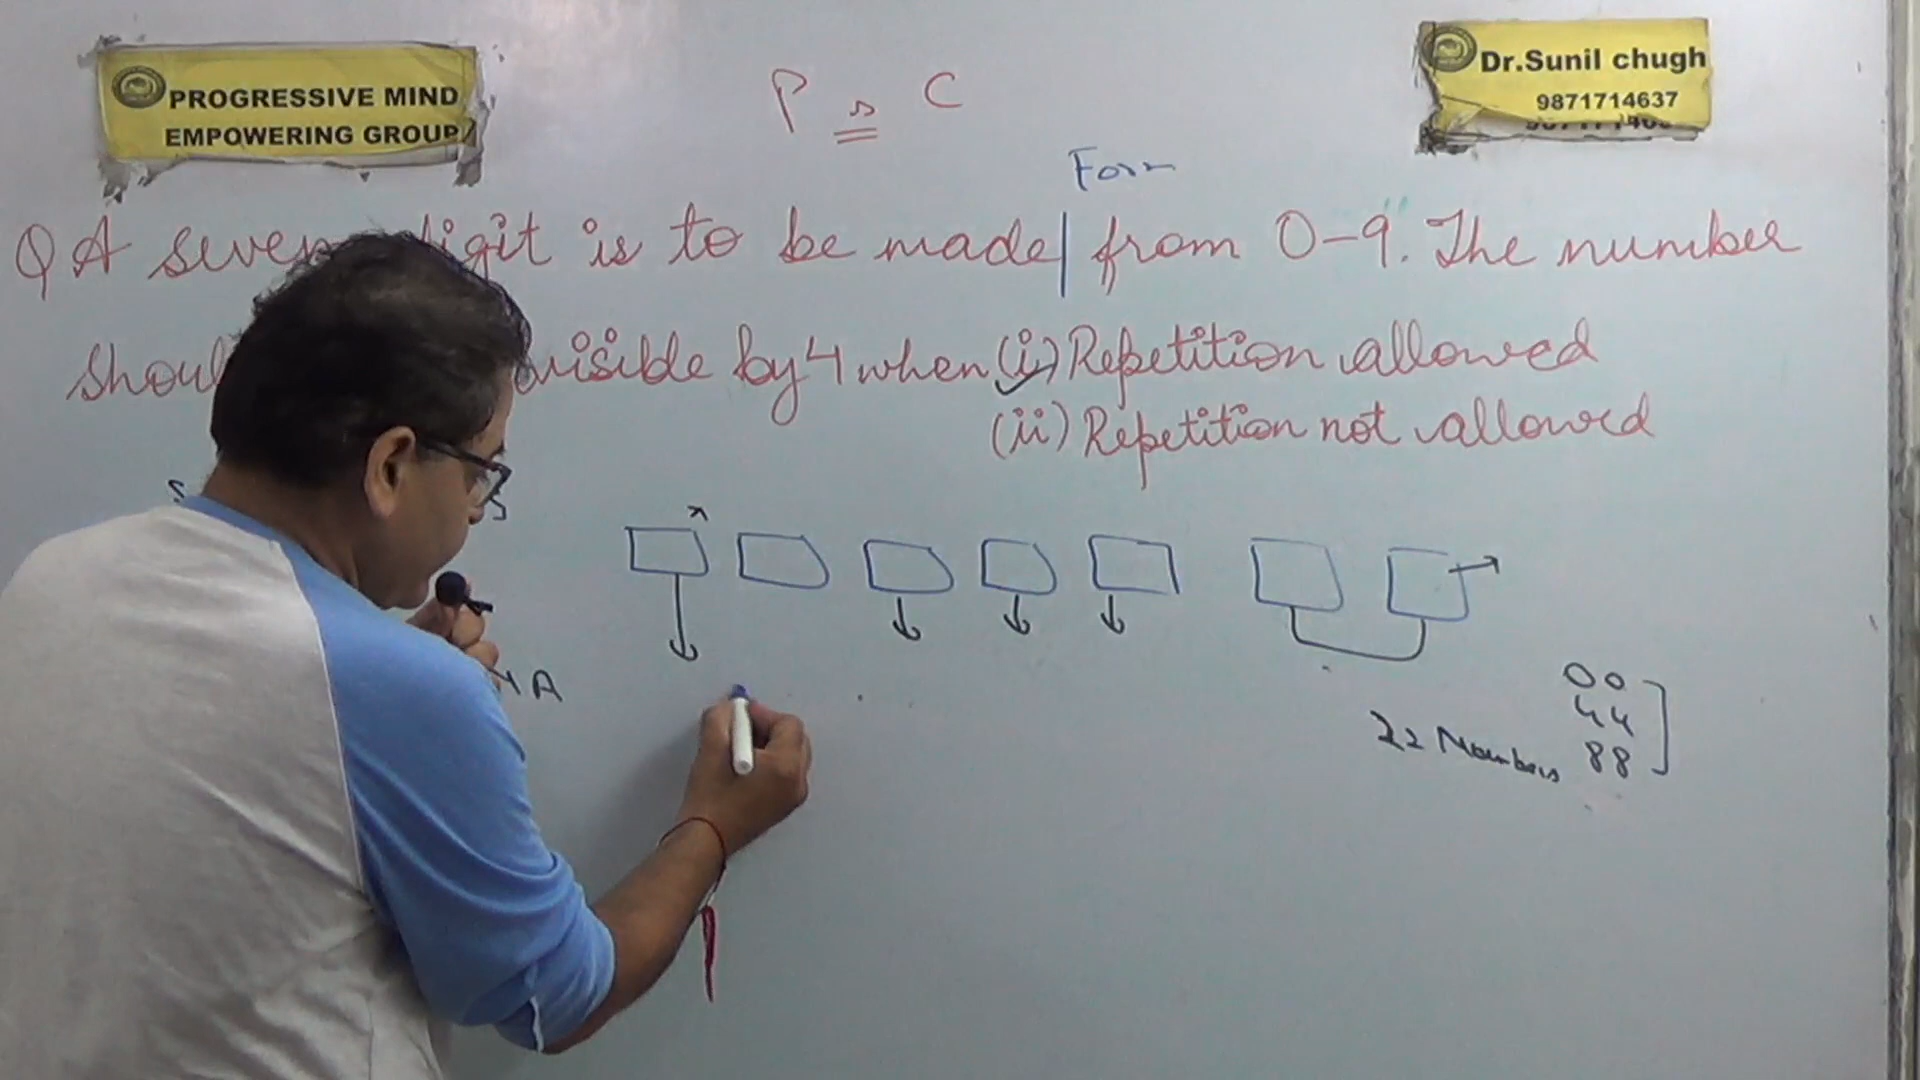 PROGRESSIVE MIND
EMPOWERING GROUP
Dr.Sunil chugh
9871714637
P n C
Form
Q A seven digit is to be made from 0-9. The number
by 4 when (i) Repetition allowed
(ii) Repetition not allowed
A
00
44
22 Numbers 88